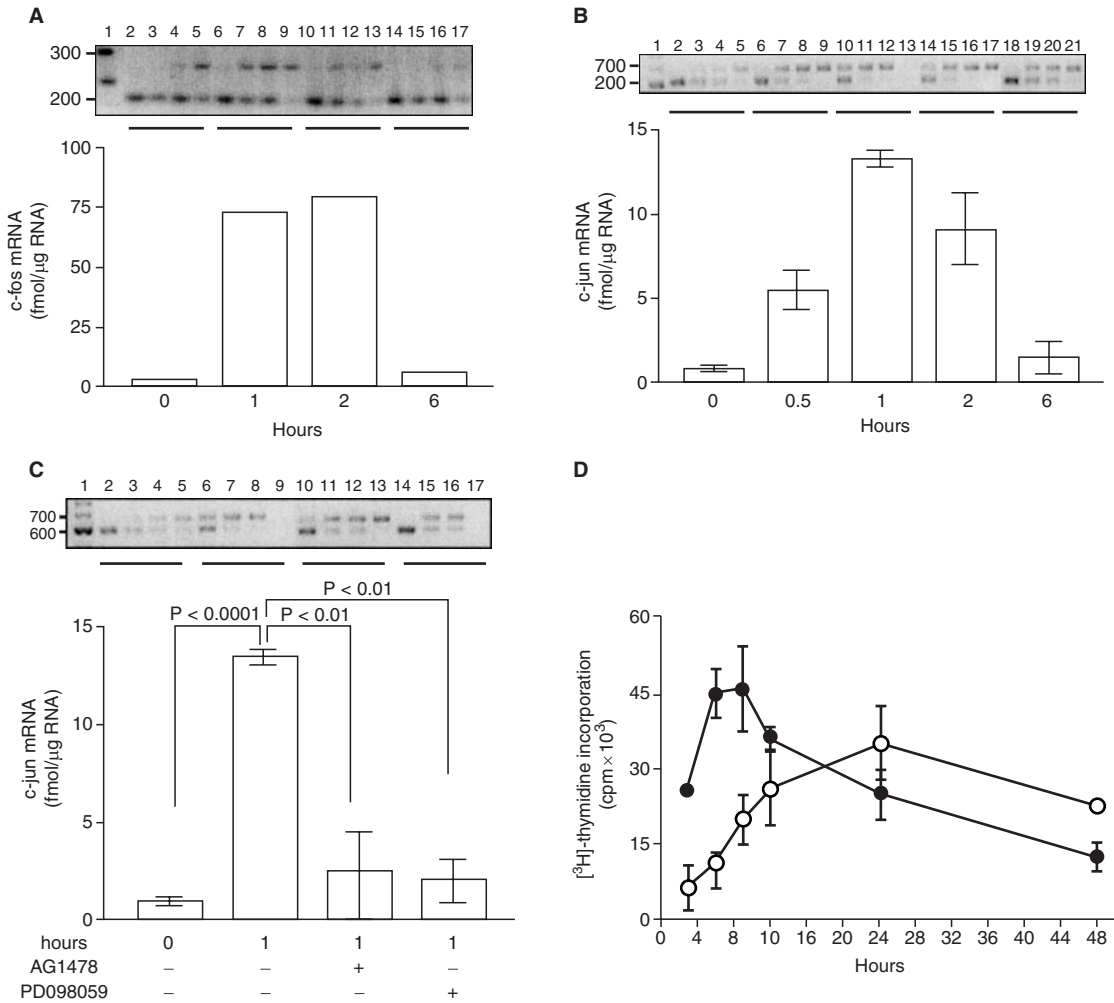 A
1 2 3 4 5 6 7 8 9 10 11 12 13 14 15 16 17
300
200
100
75
50
25
0
c-fos mRNA
(fmol/μg RNA)
0 1 2 6
Hours
B
1 2 3 4 5 6 7 8 9 10 11 12 13 14 15 16 17 18 19 20 21
700
200
15
10
5
0
c-jun mRNA
(fmol/μg RNA)
0 0.5 1 2 6
Hours
C
1 2 3 4 5 6 7 8 9 10 11 12 13 14 15 16 17
700
600
P < 0.01
P < 0.0001 P < 0.01
15
10
5
0
c-jun mRNA
(fmol/μg RNA)
hours 0 1 1 1
AG1478 – – + –
PD098059 – – – +
D
60
45
30
15
0
[³H]-thymidine incorporation
(cpm × 10³)
0 4 8 10 24 28 32 36 40 44 48
Hours